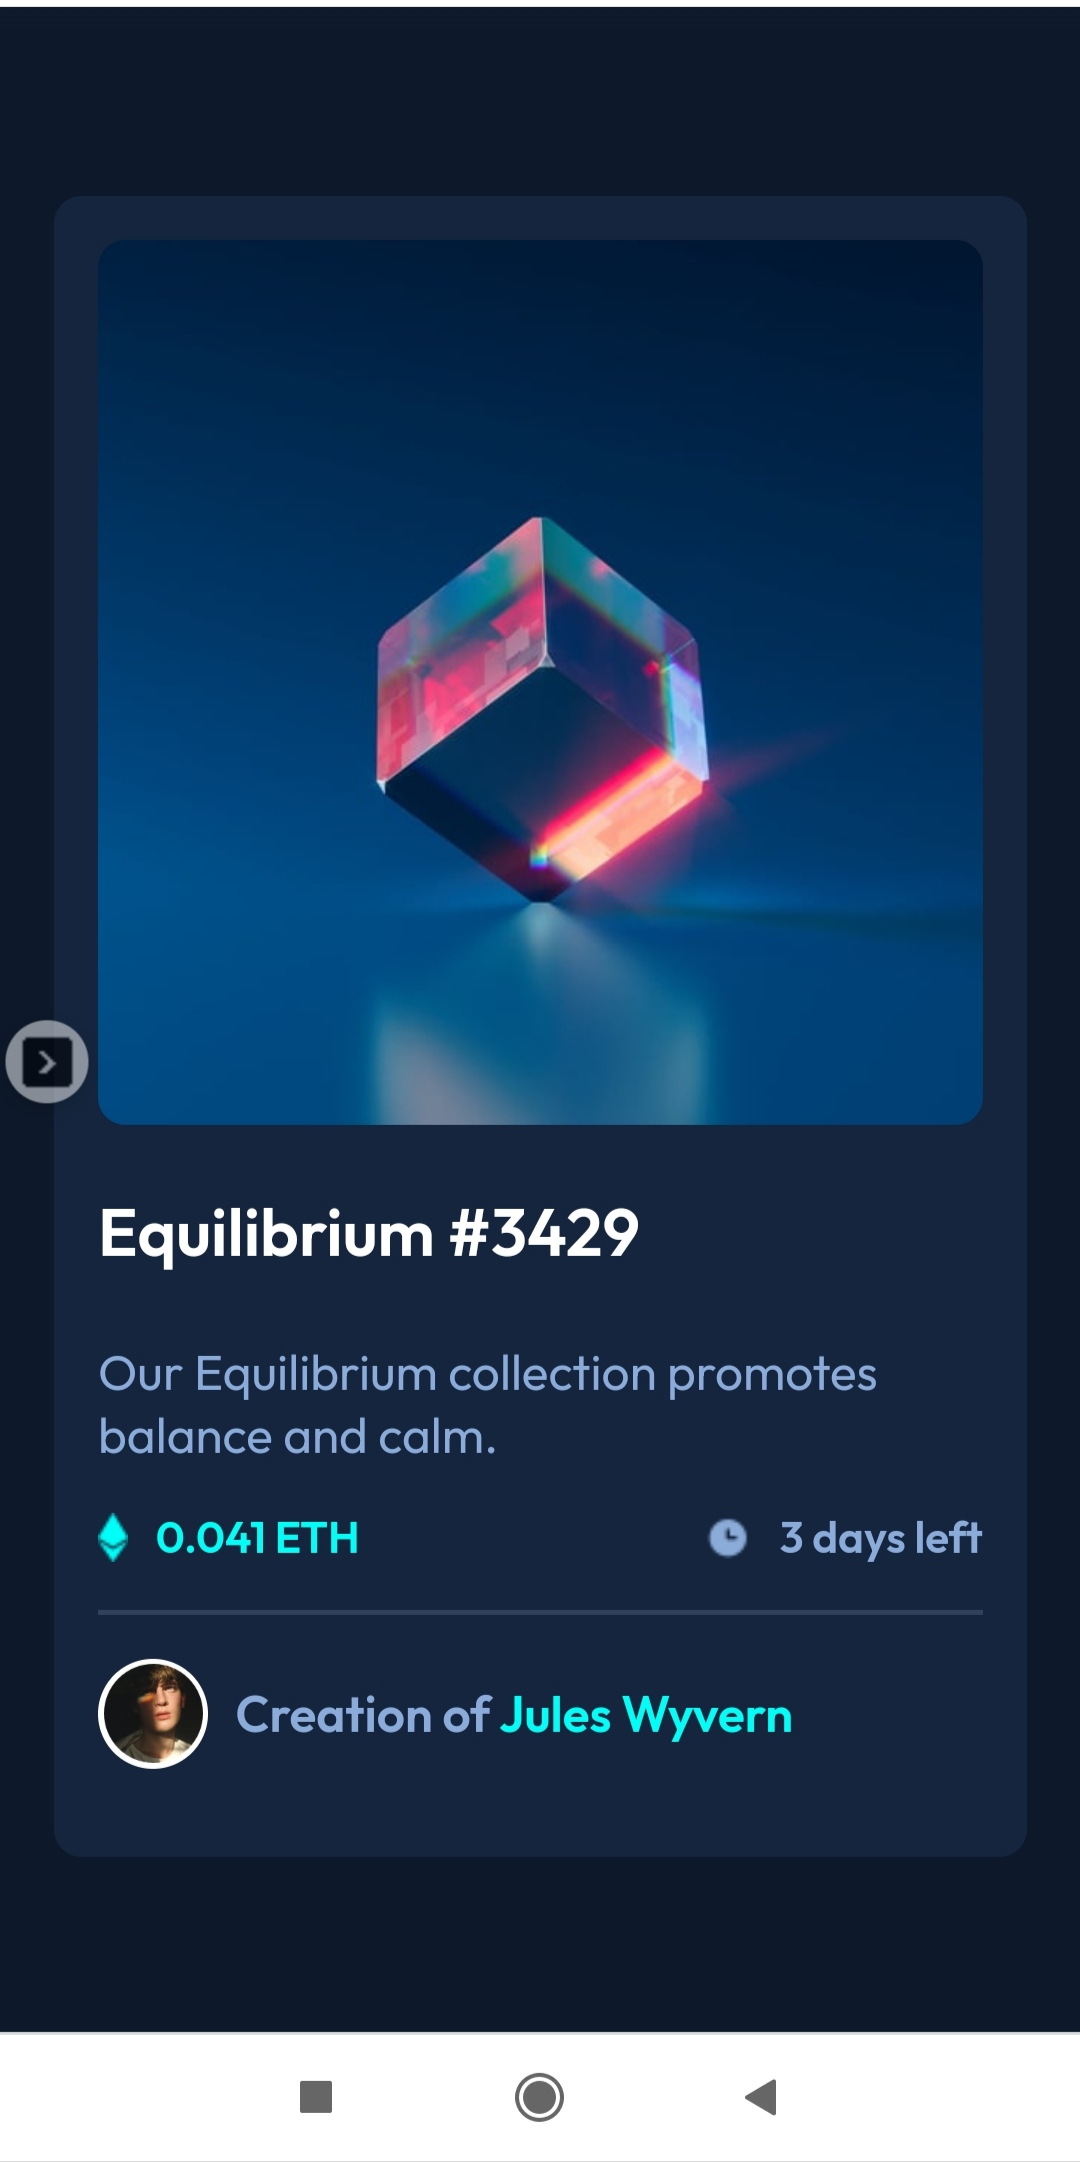 Equilibrium #3429
Our Equilibrium collection promotes
balance and calm.
0.041 ETH
3 days left
Creation of Jules Wyvern